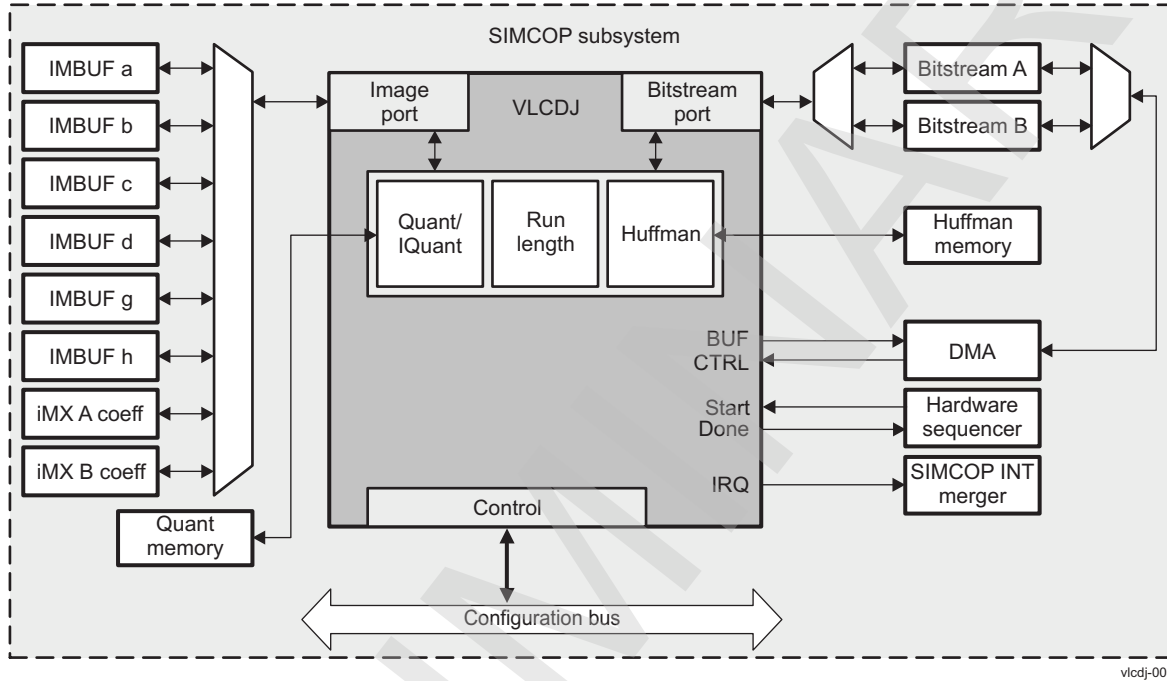 SIMCOP subsystem
IMBUF a
IMBUF b
IMBUF c
IMBUF d
IMBUF g
IMBUF h
iMX A coeff
iMX B coeff
Quant
memory
Image
port
VLCDJ
Bitstream
port
Quant/
IQuant
Run
length
Huffman
BUF
CTRL
Start
Done
IRQ
Control
Configuration bus
Bitstream A
Bitstream B
Huffman
memory
DMA
Hardware
sequencer
SIMCOP INT
merger
vlcdj-00